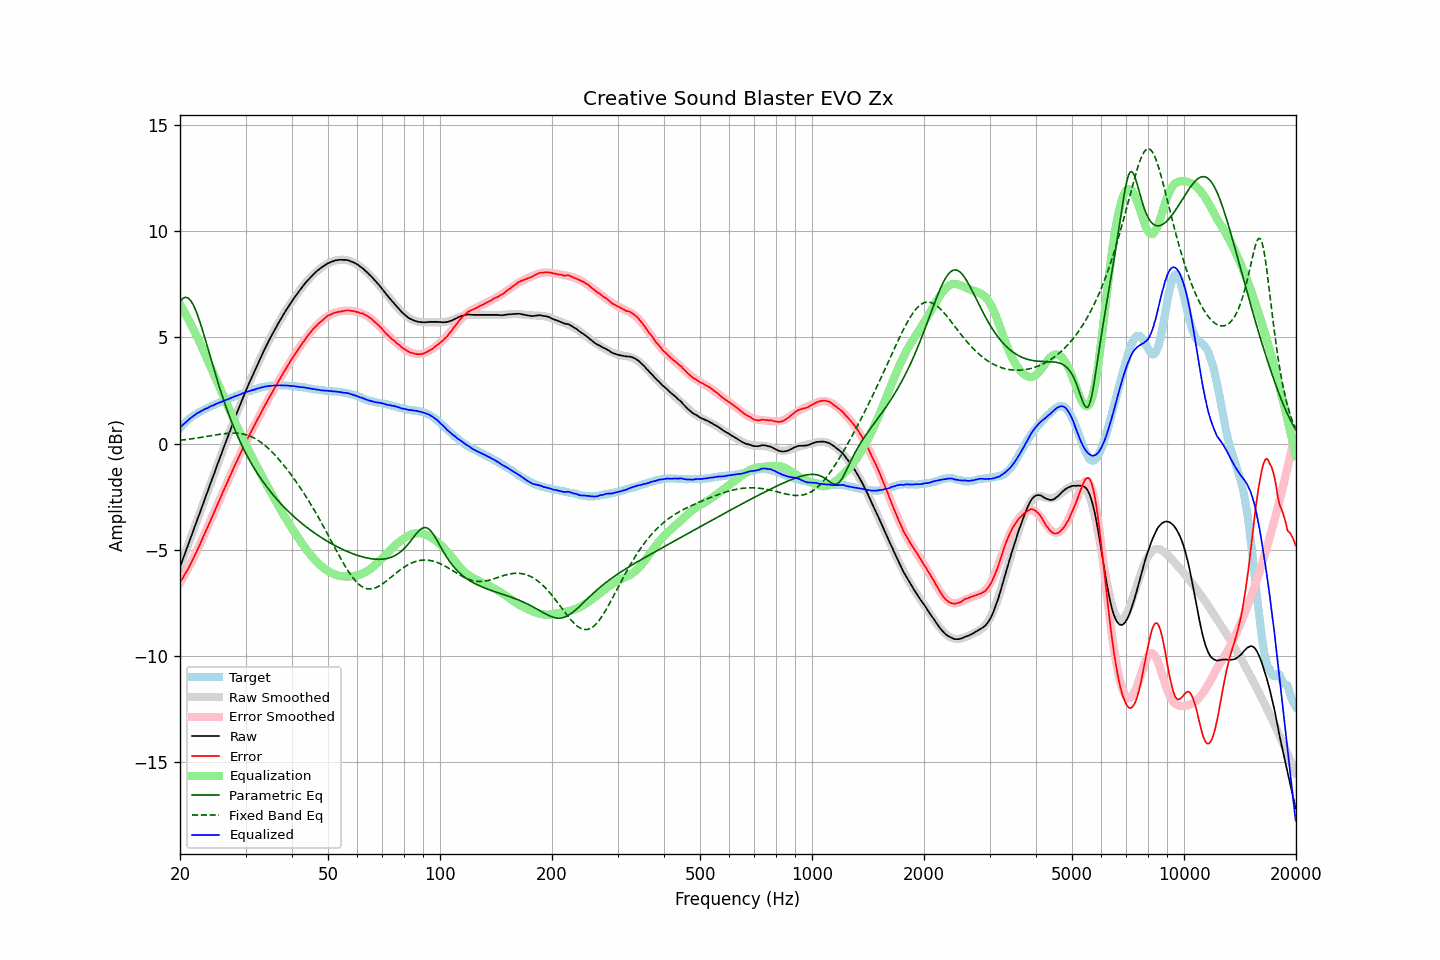 Creative Sound Blaster EVO Zx
15
10
5
0
−5
−10
−15
Amplitude (dBr)
Target
Raw Smoothed
Error Smoothed
Raw
Error
Equalization
Parametric Eq
Fixed Band Eq
Equalized
20 50 100 200 500 1000 2000 5000 10000 20000
Frequency (Hz)